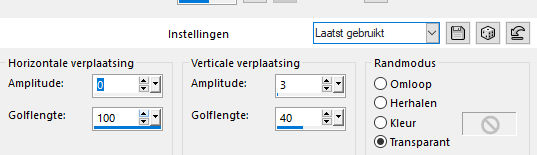 Instellingen Laatst gebruikt
Horizontale verplaatsing Verticale verplaatsing Randmodus
Amplitude: 0 Amplitude: 3 Omloop
Herhalen
Golflengte: 100 Golflengte: 40 Kleur
Transparant